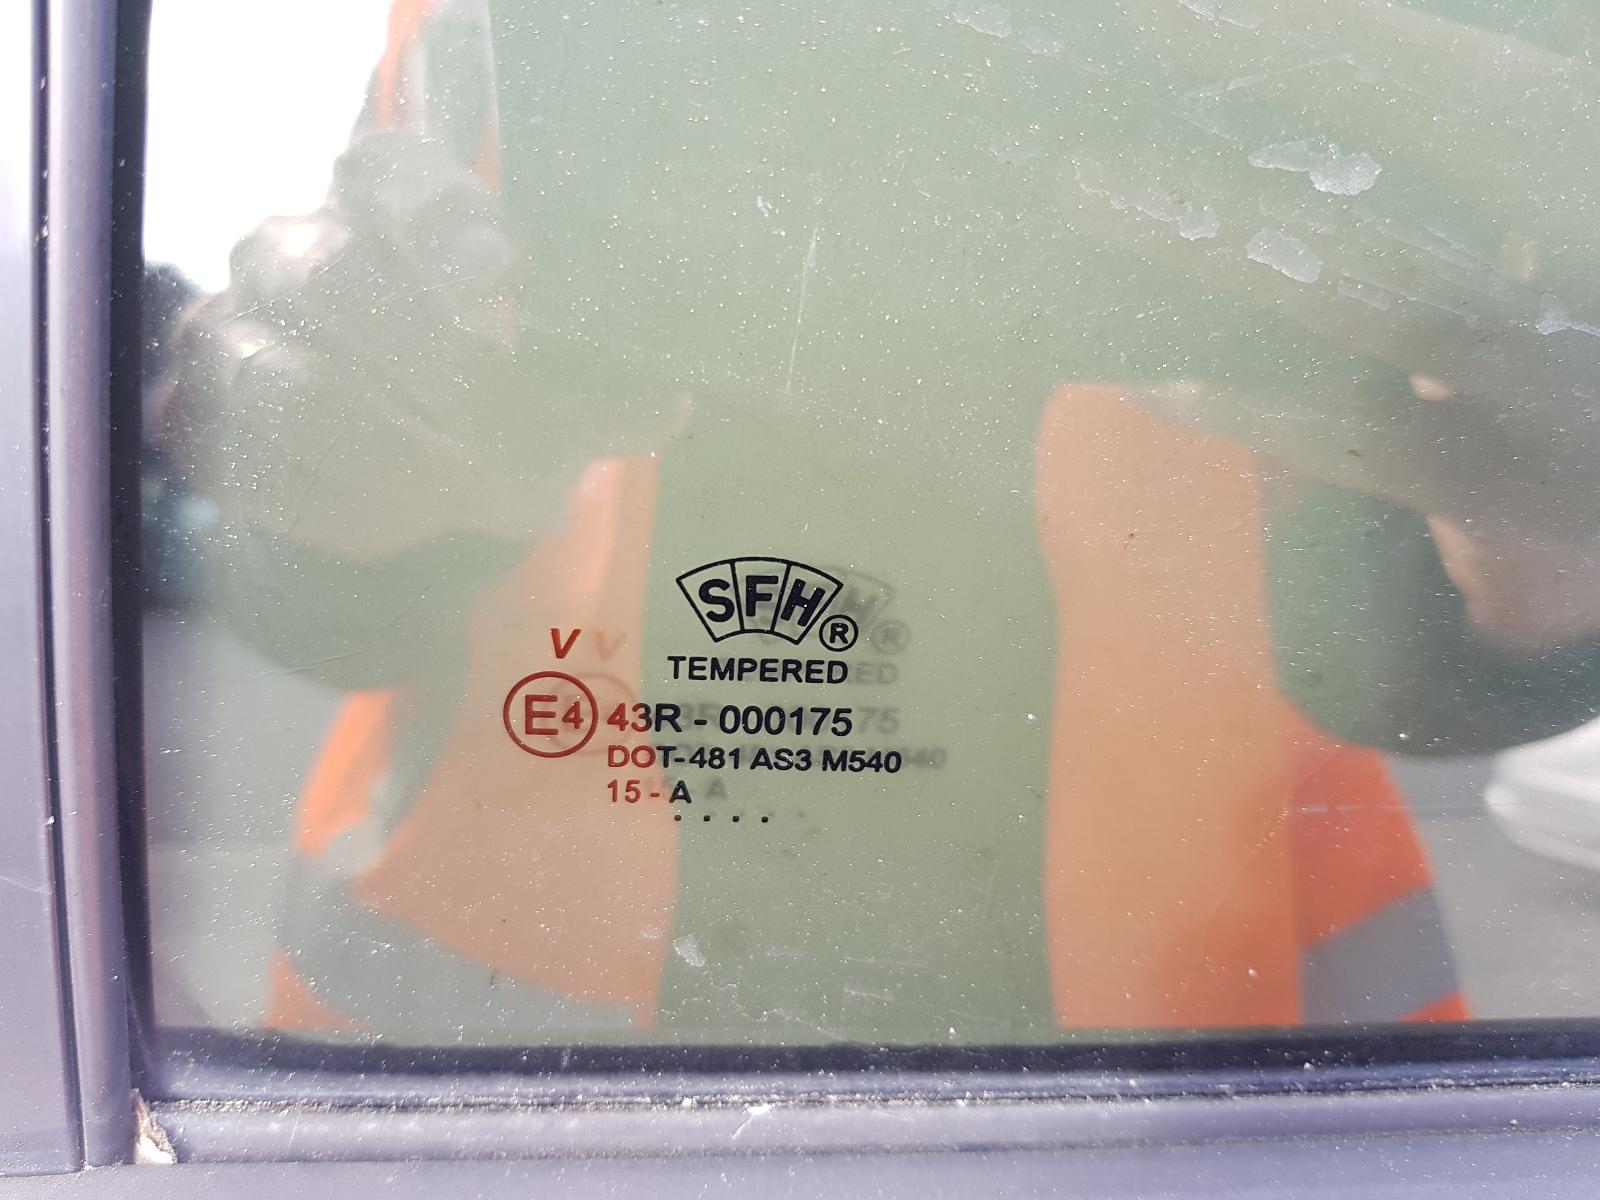 SFH®
TEMPERED
V
E4 43R - 000175
DOT-481 AS3 M540
15 - A
. . . .